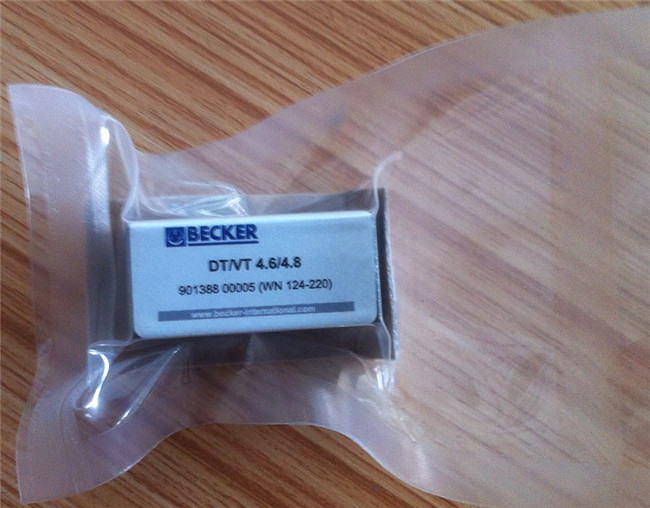 BECKER
DT/VT 4.6/4.8
901388 00005 (WN 124-220)
www.becker-international.com